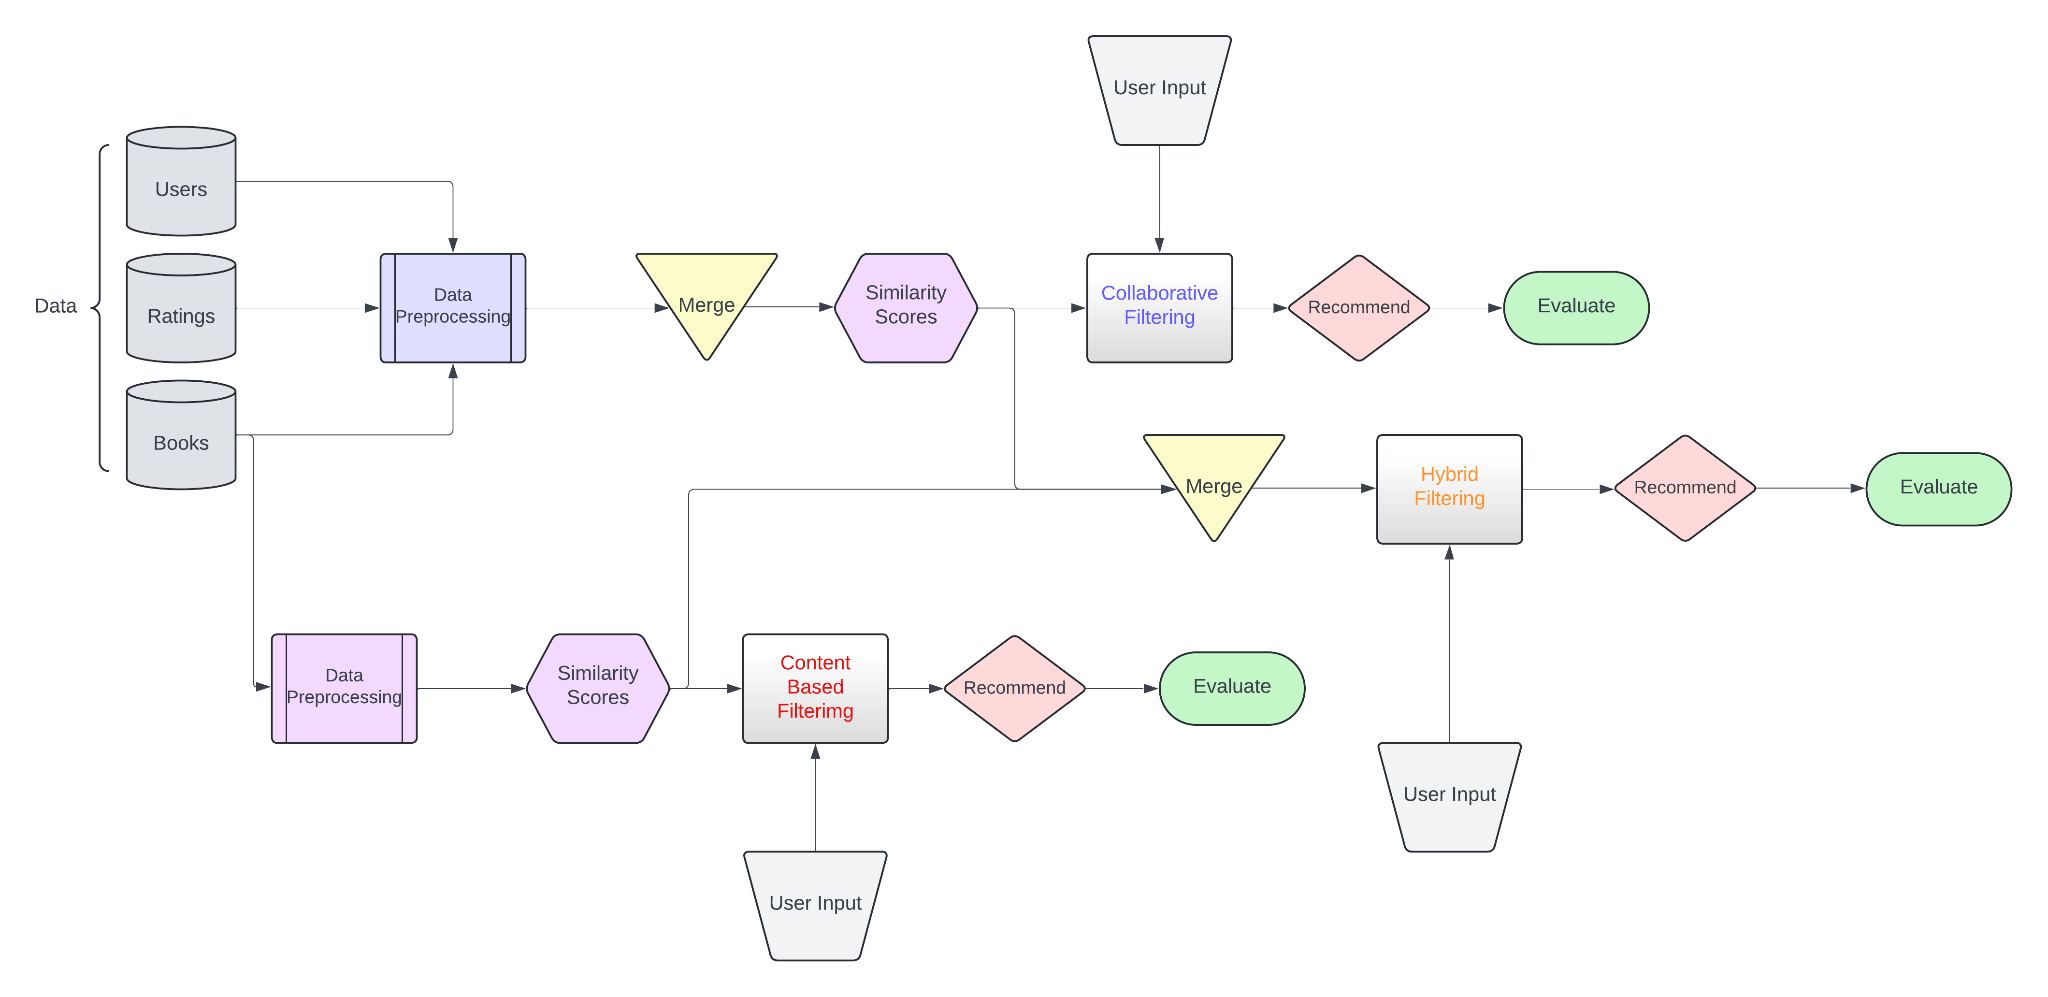 User Input
Users
Data
Ratings
Books
Data
Preprocessing
Merge
Similarity
Scores
Collaborative
Filtering
Recommend
Evaluate
Merge
Hybrid
Filtering
Recommend
Evaluate
Data
Preprocessing
Similarity
Scores
Content
Based
Filterimg
Recommend
Evaluate
User Input
User Input